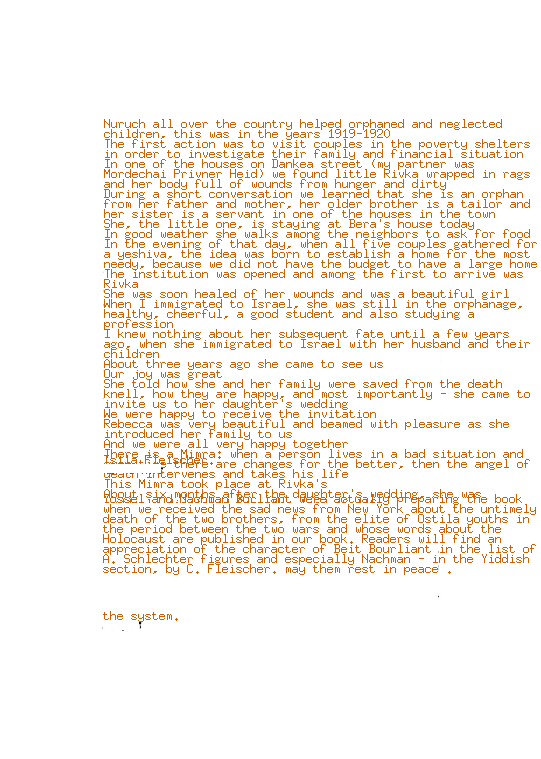 Nuruch all over the country helped orphaned and neglected
children, this was in the years 1919-1920
The first action was to visit couples in the poverty shelters
in order to investigate their family and financial situation
In one of the houses on Dankea street (my partner was
Mordechai Privner Heid) we found little Rivka wrapped in rags
and her body full of wounds from hunger and dirty
During a short conversation we learned that she is an orphan
from her father and mother, her older brother is a tailor and
her sister is a servant in one of the houses in the town
She, the little one, is staying at Bera's house today
In good weather she walks among the neighbors to ask for food
In the evening of that day, when all five couples gathered for
a yeshiva, the idea was born to establish a home for the most
needy, because we did not have the budget to have a large home
The institution was opened and among the first to arrive was
Rivka
She was soon healed of her wounds and was a beautiful girl
When I immigrated to Israel, she was still in the orphanage,
healthy, cheerful, a good student and also studying a
profession
I knew nothing about her subsequent fate until a few years
ago, when she immigrated to Israel with her husband and their
children
About three years ago she came to see us
Our joy was great
She told how she and her family were saved from the death
knell, how they are happy, and most importantly - she came to
invite us to her daughter's wedding
We were happy to receive the invitation
Rebecca was very beautiful and beamed with pleasure as she
introduced her family to us
And we were all very happy together
There is a Mimra: when a person lives in a bad situation and
Islla Fleischer
there are changes for the better, then the angel of
death intervenes and takes his life
This Mimra took place at Rivka's
About six months after the daughter's wedding, she was
Yossel and Nachman Bourliant were actually preparing the book
when we received the sad news from New York about the untimely
death of the two brothers, from the elite of Ostila youths in
the period between the two wars and whose words about the
Holocaust are published in our book. Readers will find an
appreciation of the character of Beit Bourliant in the list of
A. Schlechter figures and especially Nachman - in the Yiddish
section, by C. Fleischer. may them rest in peace .
the system.